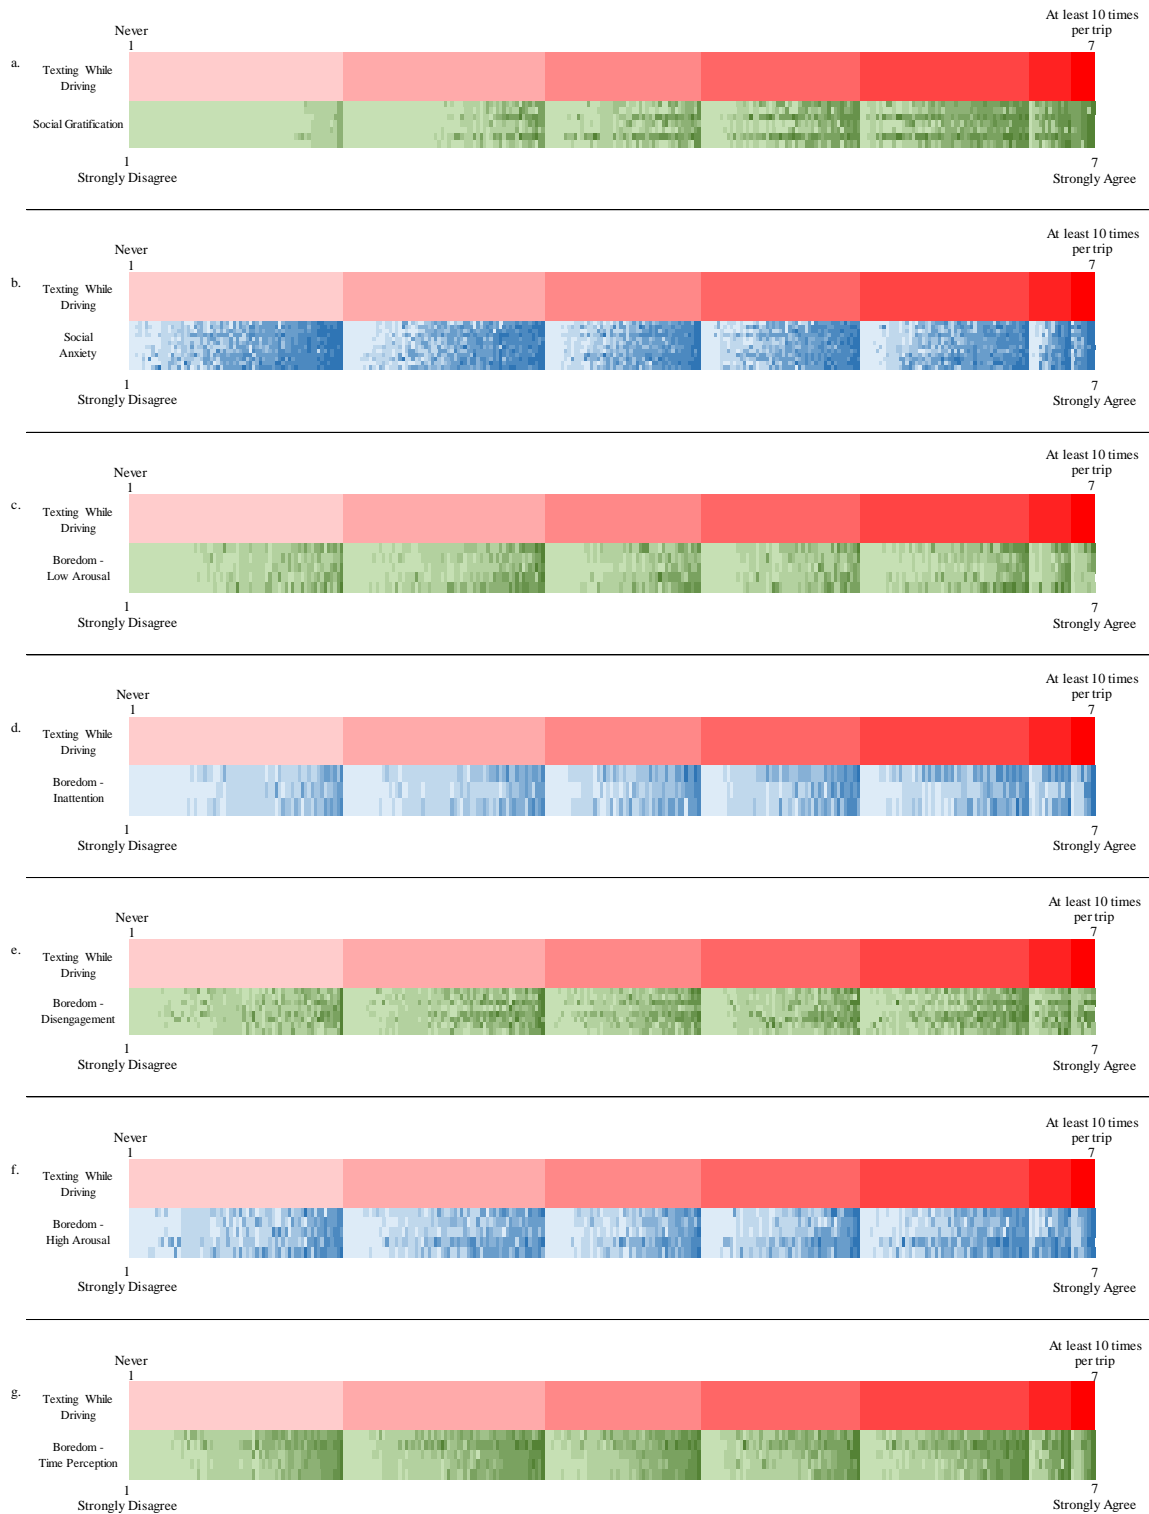 At least 10 times
Never
per trip
1
7
a.
Texting While
Driving
Social Gratification
1
7
Strongly Disagree
Strongly Agree
At least 10 times
Never
per trip
1
7
b.
Texting While
Driving
Social
Anxiety
1
7
Strongly Disagree
Strongly Agree
At least 10 times
Never
per trip
1
7
c.
Texting While
Driving
Boredom -
Low Arousal
1
7
Strongly Disagree
Strongly Agree
At least 10 times
Never
per trip
1
7
d.
Texting While
Driving
Boredom -
Inattention
1
7
Strongly Disagree
Strongly Agree
At least 10 times
Never
per trip
1
7
e.
Texting While
Driving
Boredom -
Disengagement
1
7
Strongly Disagree
Strongly Agree
At least 10 times
Never
per trip
1
7
f.
Texting While
Driving
Boredom -
High Arousal
1
7
Strongly Disagree
Strongly Agree
At least 10 times
Never
per trip
1
7
g.
Texting While
Driving
Boredom -
Time Perception
1
7
Strongly Disagree
Strongly Agree